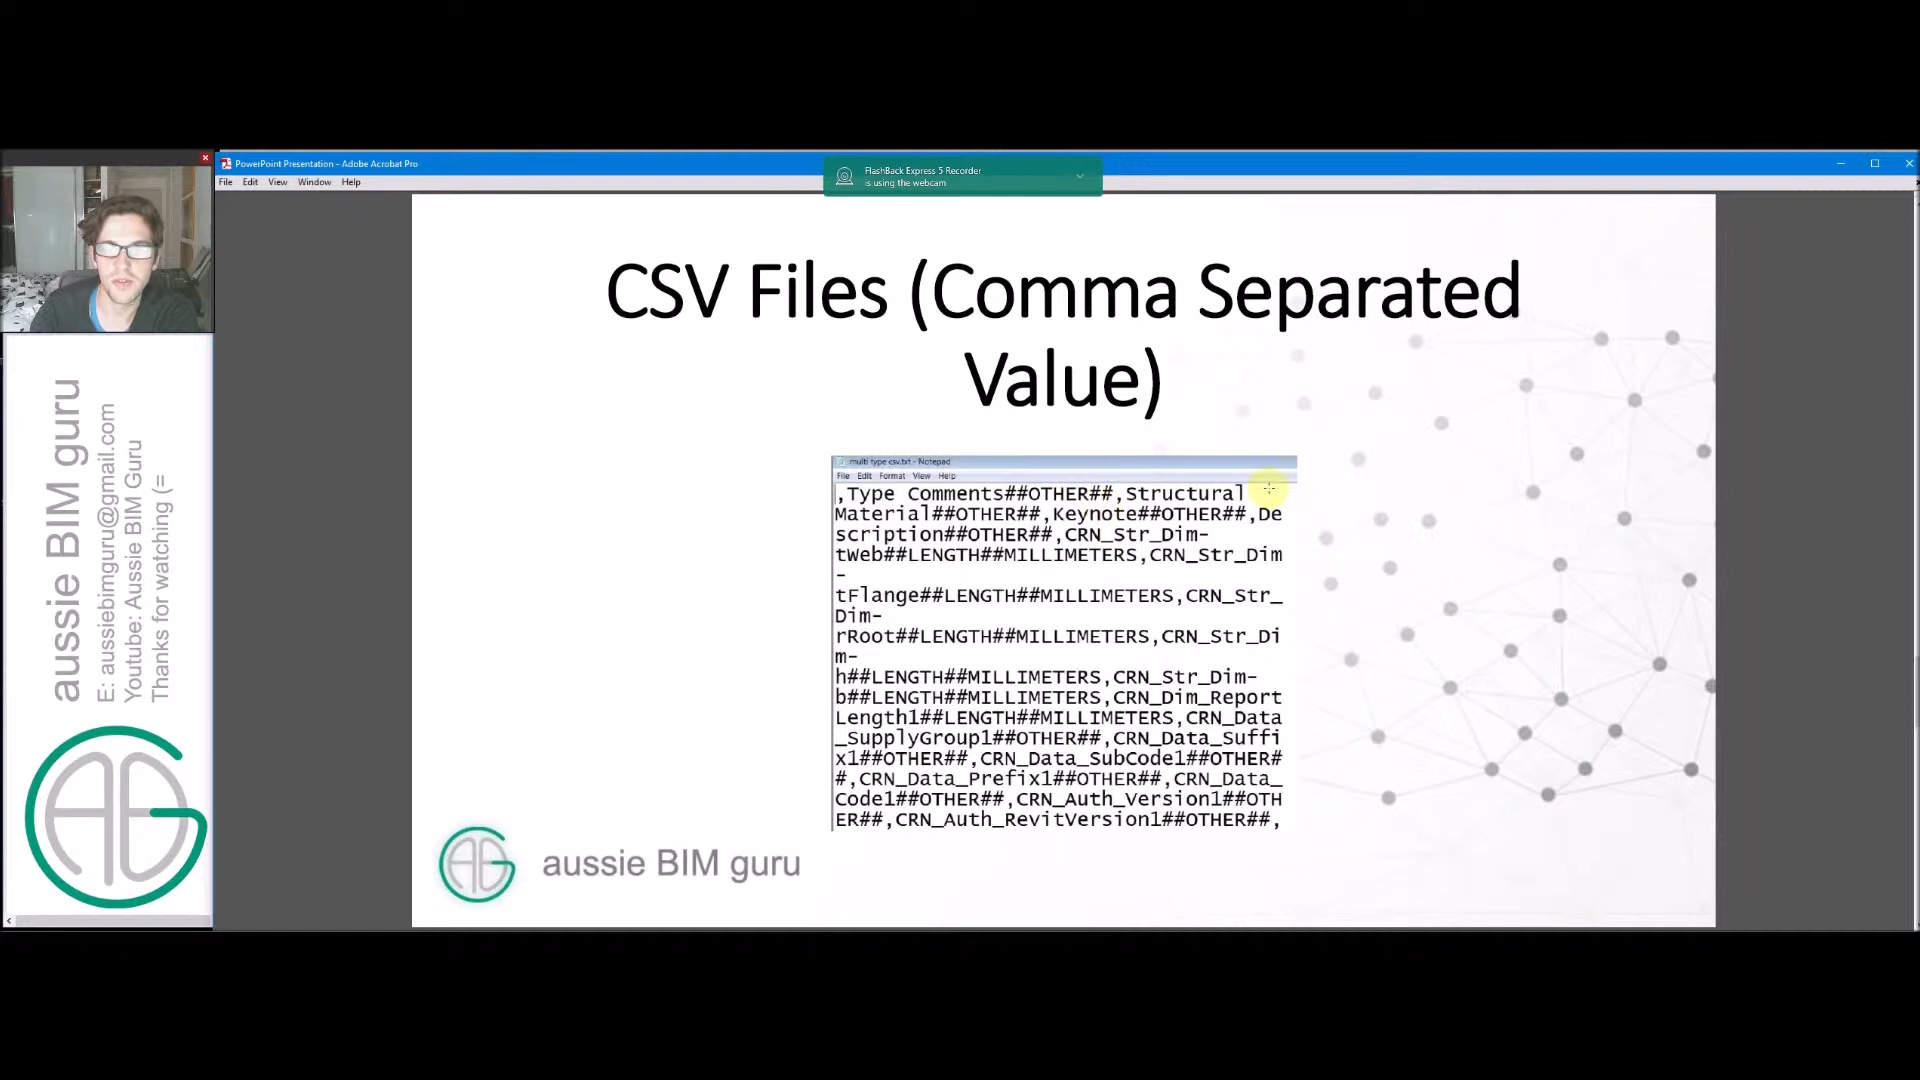 PowerPoint Presentation - Adobe Acrobat Pro
File Edit View Window Help
FlashBack Express 5 Recorder
is using the webcam
CSV Files (Comma Separated
Value)
multi type csv.txt - Notepad
File Edit Format View Help
,Type Comments##OTHER##,Structural
Material##OTHER##,Keynote##OTHER##,De
scription##OTHER##,CRN_Str_Dim-
tWeb##LENGTH##MILLIMETERS,CRN_Str_Dim
-
tFlange##LENGTH##MILLIMETERS,CRN_Str_
Dim-
rRoot##LENGTH##MILLIMETERS,CRN_Str_Di
m-
h##LENGTH##MILLIMETERS,CRN_Str_Dim-
b##LENGTH##MILLIMETERS,CRN_Dim_Report
Length1##LENGTH##MILLIMETERS,CRN_Data
_SupplyGroup1##OTHER##,CRN_Data_Suffi
x1##OTHER##,CRN_Data_SubCode1##OTHER#
#,CRN_Data_Prefix1##OTHER##,CRN_Data_
Code1##OTHER##,CRN_Auth_Version1##OTH
ER##,CRN_Auth_RevitVersion1##OTHER##,
aussie BIM guru
aussie BIM guru
E: aussiebimguru@gmail.com
Youtube: Aussie BIM Guru
Thanks for watching (=